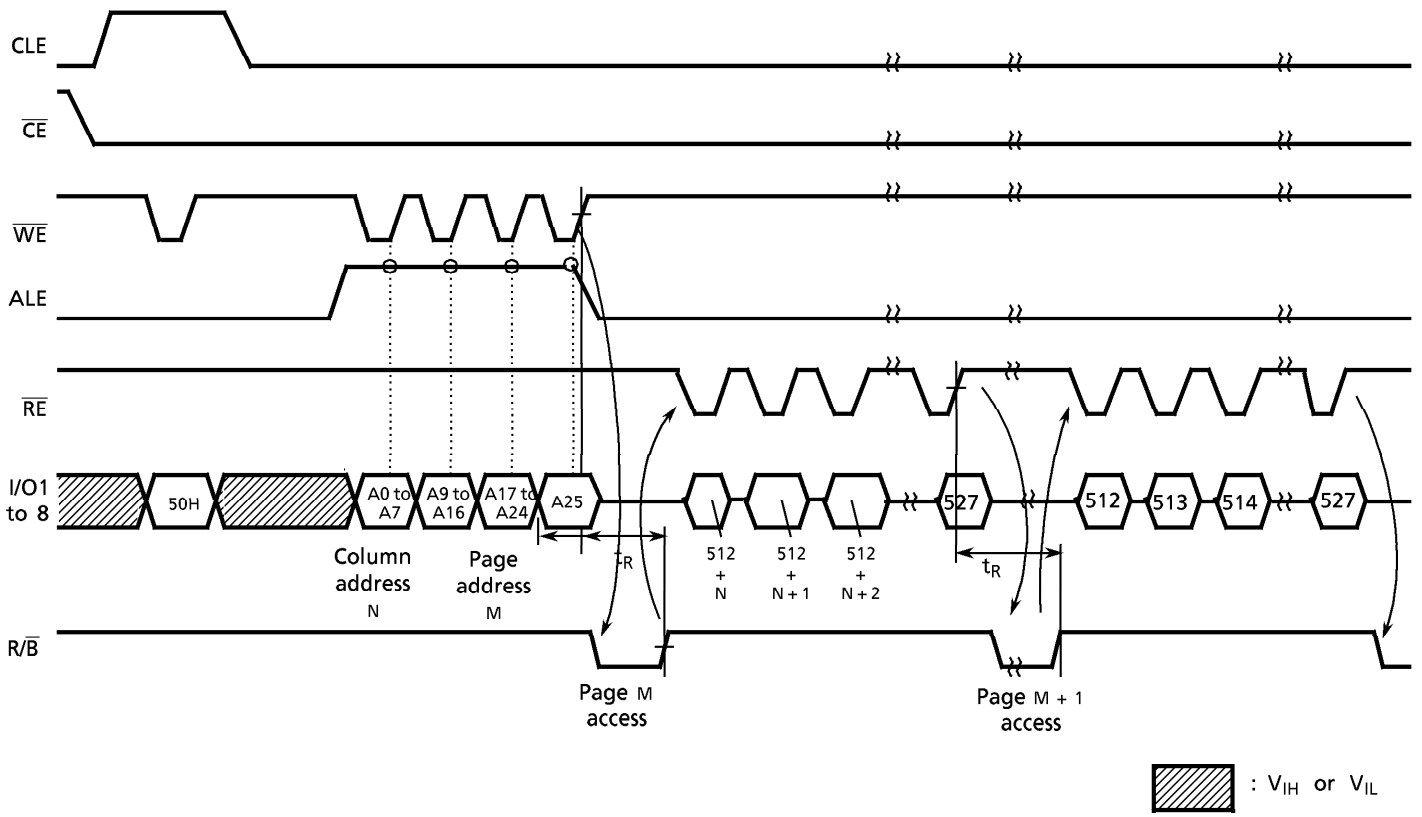 CLE
CE
WE
ALE
RE
I/O1
to 8
50H
A0 to
A7
A9 to
A16
A17 to
A24
A25
527
512
513
514
527
Column
address
N
Page
address
M
tR
512
+
N
512
+
N + 1
512
+
N + 2
tR
R/B
Page M
access
Page M + 1
access
: VIH or VIL